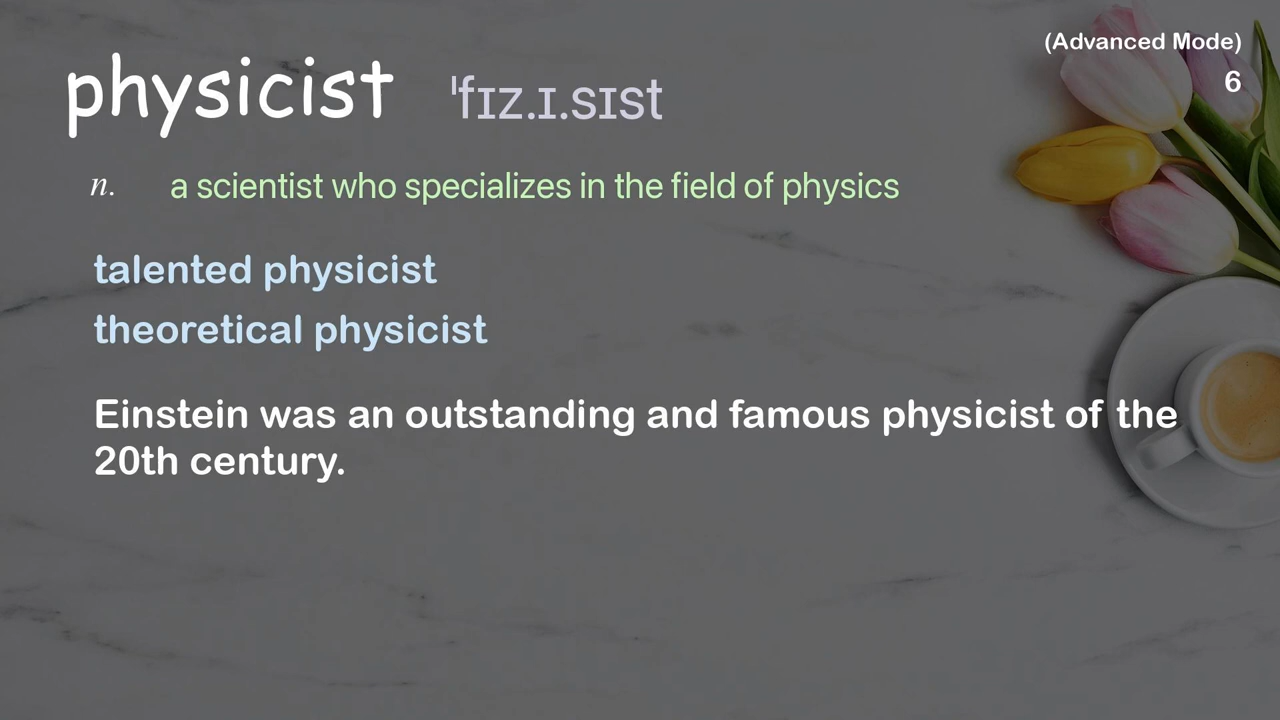 (Advanced Mode)
6
physicist ˈfɪz.ɪ.sɪst
n. a scientist who specializes in the field of physics
talented physicist
theoretical physicist
Einstein was an outstanding and famous physicist of the
20th century.